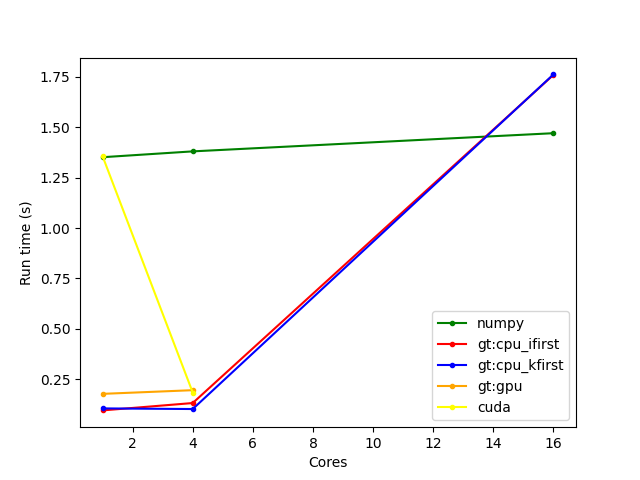 1.75
1.50
1.25
1.00
0.75
0.50
0.25
Run time (s)
2 4 6 8 10 12 14 16
Cores
numpy
gt:cpu_ifirst
gt:cpu_kfirst
gt:gpu
cuda